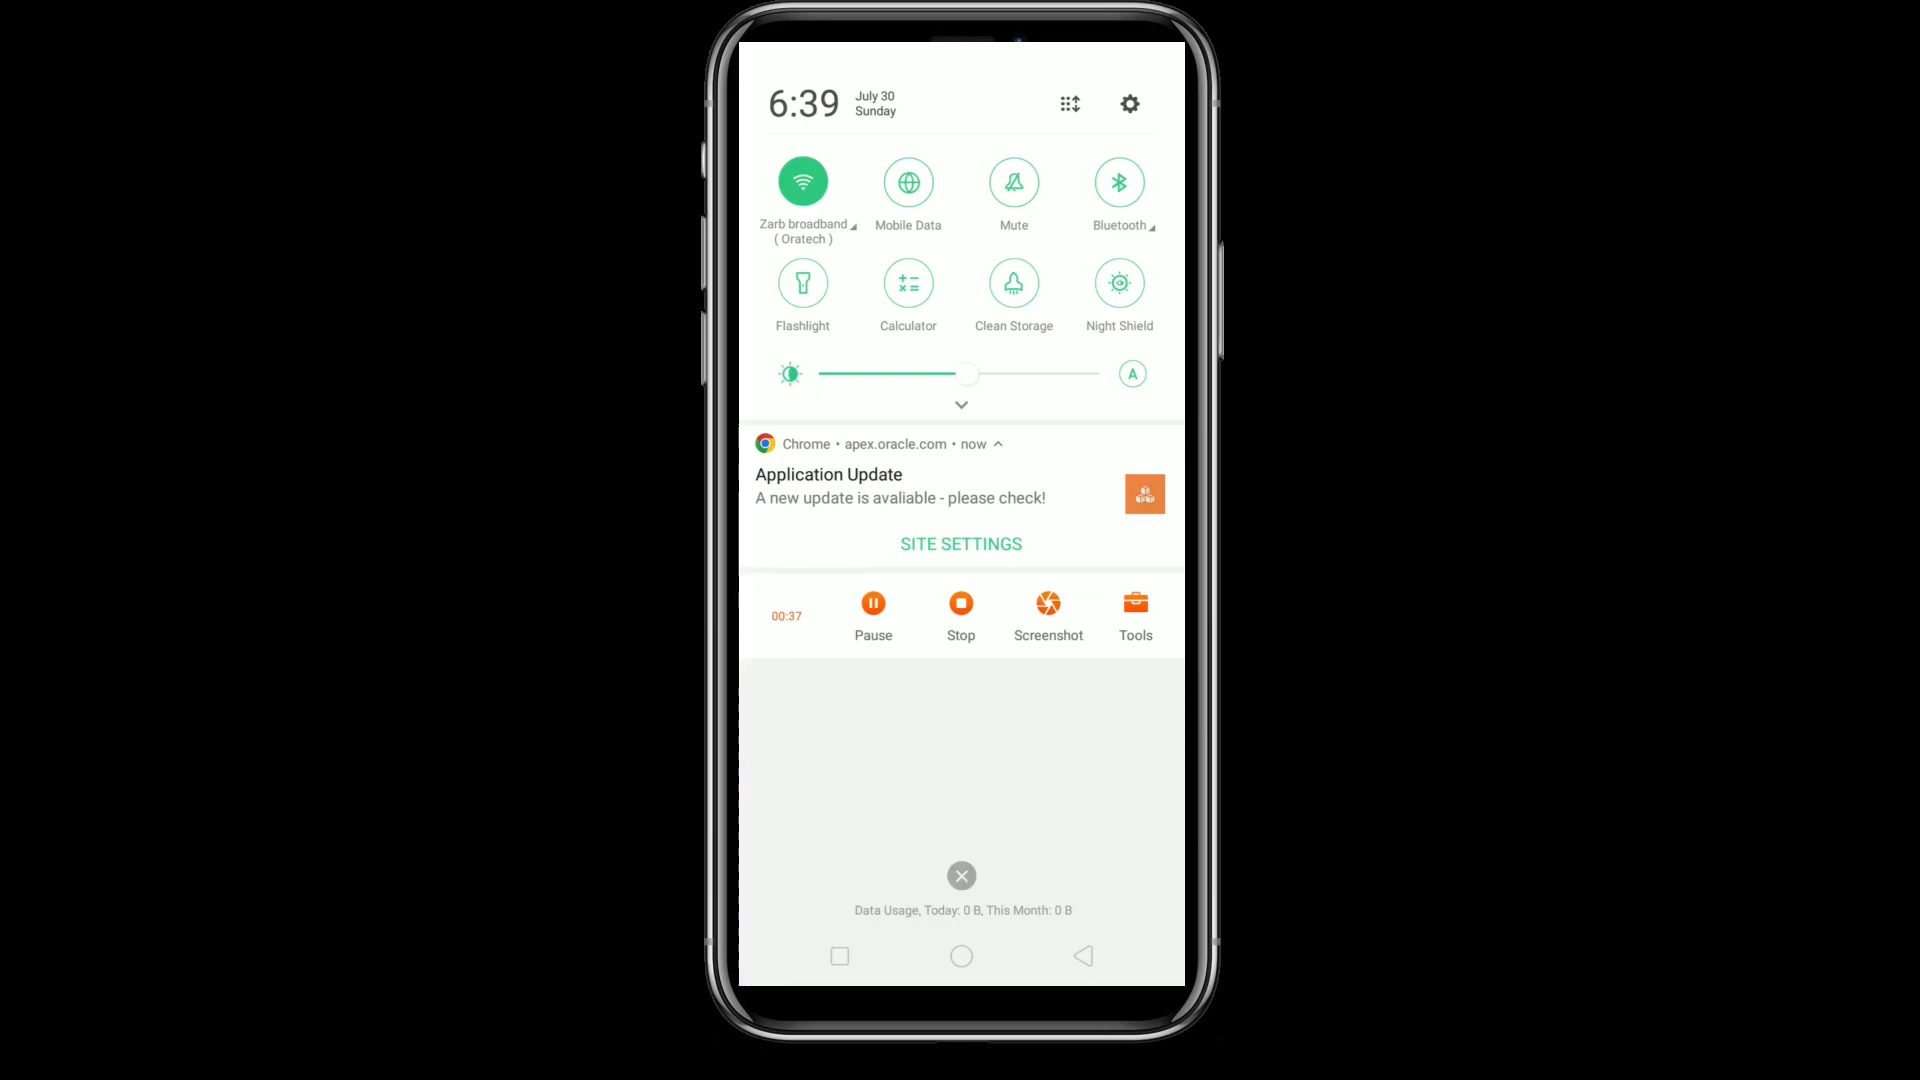 6:39
July 30
Sunday
Zarb broadband
( Oratech )
Mobile Data
Mute
Bluetooth
Flashlight
Calculator
Clean Storage
Night Shield
A
Chrome • apex.oracle.com • now
Application Update
A new update is avaliable - please check!
SITE SETTINGS
00:37
Pause
Stop
Screenshot
Tools
Data Usage, Today: 0 B, This Month: 0 B